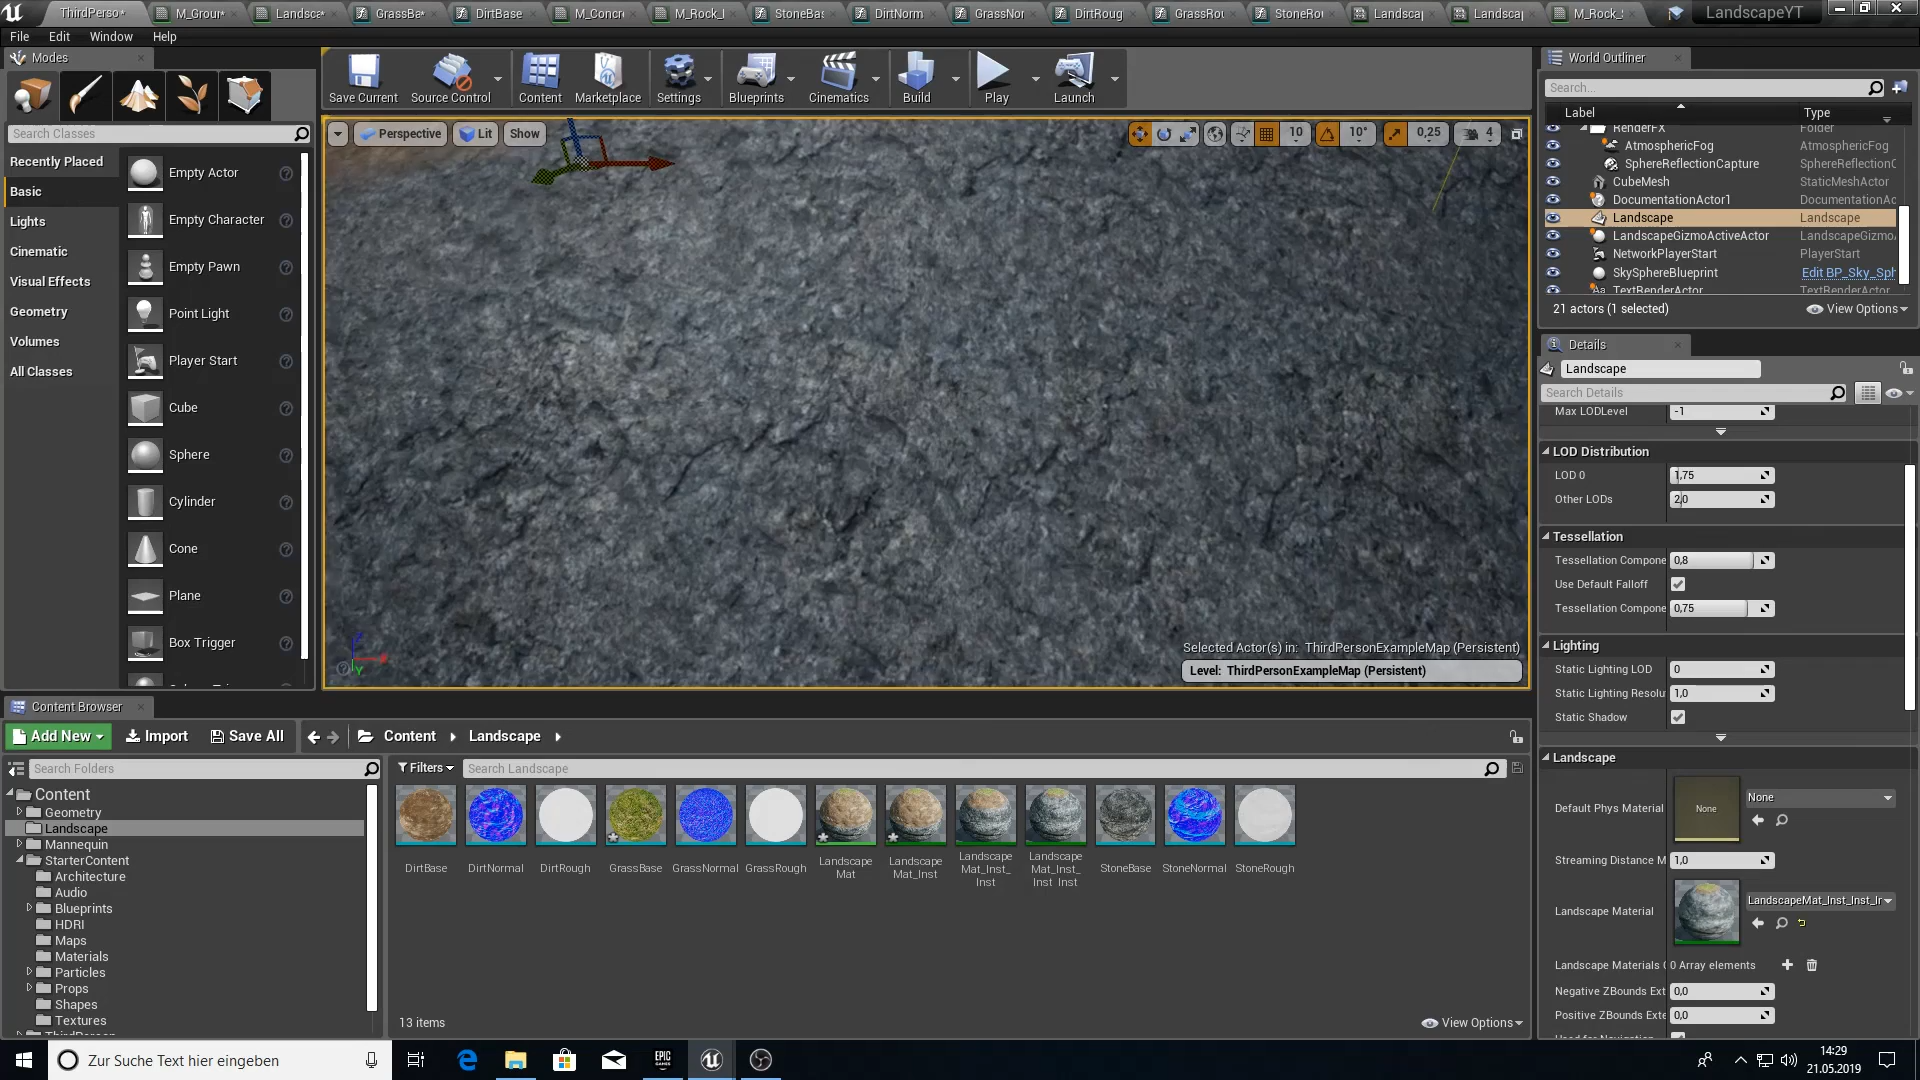 ThirdPerso*
M_Grour
Landsca*
GrassBa*
DirtBase
M_Concre
M_Rock_
StoneBas
DirtNorm
GrassNor
DirtRoug
GrassRou
StoneRo
Landscap
Landscap
M_Rock_
LandscapeYT
File
Edit
Window
Help
Modes
Search Classes
Recently Placed
Basic
Lights
Cinematic
Visual Effects
Geometry
Volumes
All Classes
Empty Actor
Empty Character
Empty Pawn
Point Light
Player Start
Cube
Sphere
Cylinder
Cone
Plane
Box Trigger
Save Current
Source Control
Content
Marketplace
Settings
Blueprints
Cinematics
Build
Play
Launch
Perspective
Lit
Show
10
10°
0,25
4
Selected Actor(s) in: ThirdPersonExampleMap (Persistent)
Level: ThirdPersonExampleMap (Persistent)
World Outliner
Search...
Label
Type
RenderFX
Folder
AtmosphericFog
AtmosphericFog
SphereReflectionCapture
SphereReflectionC
CubeMesh
StaticMeshActor
DocumentationActor1
DocumentationAc
Landscape
Landscape
LandscapeGizmoActiveActor
LandscapeGizmo
NetworkPlayerStart
PlayerStart
SkySphereBlueprint
Edit BP_Sky_Sph
TextRenderActor
TextRenderActor
21 actors (1 selected)
View Options
Details
Landscape
Search Details
Max LODLevel
-1
LOD Distribution
LOD 0
1,75
Other LODs
2,0
Tessellation
Tessellation Compone
0,8
Use Default Falloff
Tessellation Compone
0,75
Lighting
Static Lighting LOD
0
Static Lighting Resolu
1,0
Static Shadow
Landscape
Default Phys Material
None
None
Streaming Distance M
1,0
Landscape Material
LandscapeMat_Inst_Inst_Ir
Landscape Materials
0 Array elements
Negative ZBounds Ext
0,0
Positive ZBounds Exte
0,0
Content Browser
Add New
Import
Save All
Content
Landscape
Search Folders
Filters
Search Landscape
Content
Geometry
Landscape
Mannequin
StarterContent
Architecture
Audio
Blueprints
HDRI
Maps
Materials
Particles
Props
Shapes
Textures
DirtBase
DirtNormal
DirtRough
GrassBase
GrassNormal
GrassRough
Landscape
Mat
Landscape
Mat_Inst
Landscape
Mat_Inst_
Inst
Landscape
Mat_Inst_
Inst_Inst
StoneBase
StoneNormal
StoneRough
13 items
View Options
Zur Suche Text hier eingeben
EPIC
GAMES
14:29
21.05.2019